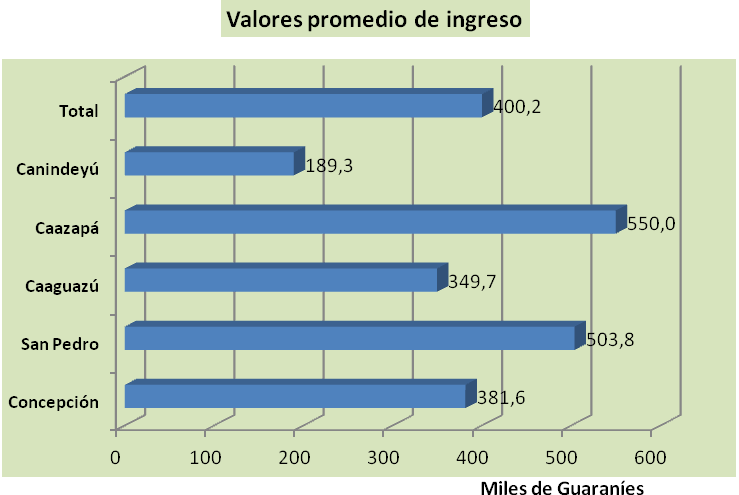 Valores promedio de ingreso
Total 400,2
Canindeyú 189,3
Caazapá 550,0
Caaguazú 349,7
San Pedro 503,8
Concepción 381,6
0 100 200 300 400 500 600
Miles de Guaraníes